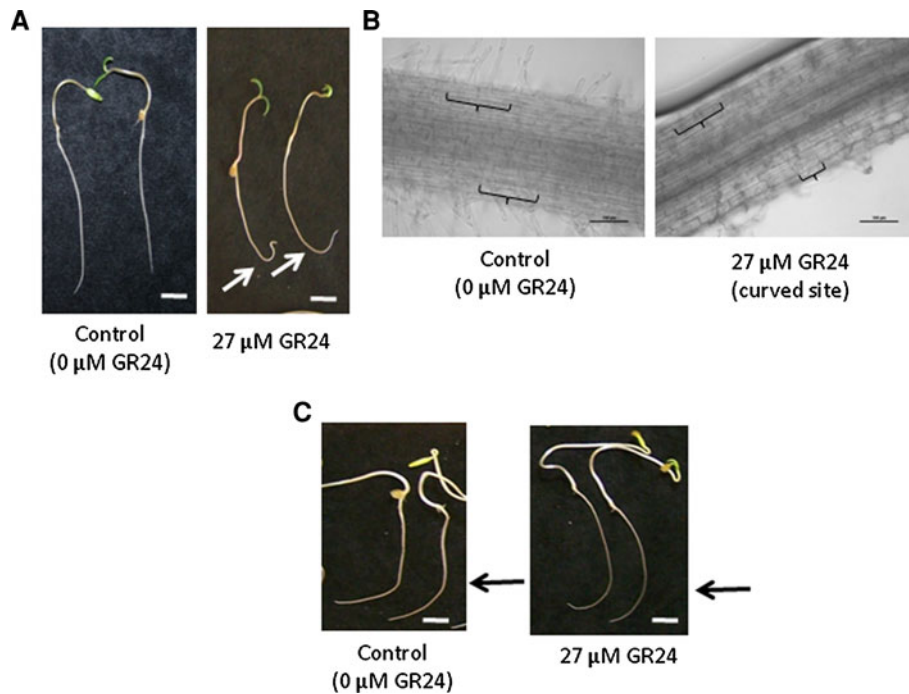 A
Control
(0 µM GR24)
27 µM GR24
B
Control
(0 µM GR24)
27 µM GR24
(curved site)
C
Control
(0 µM GR24)
27 µM GR24